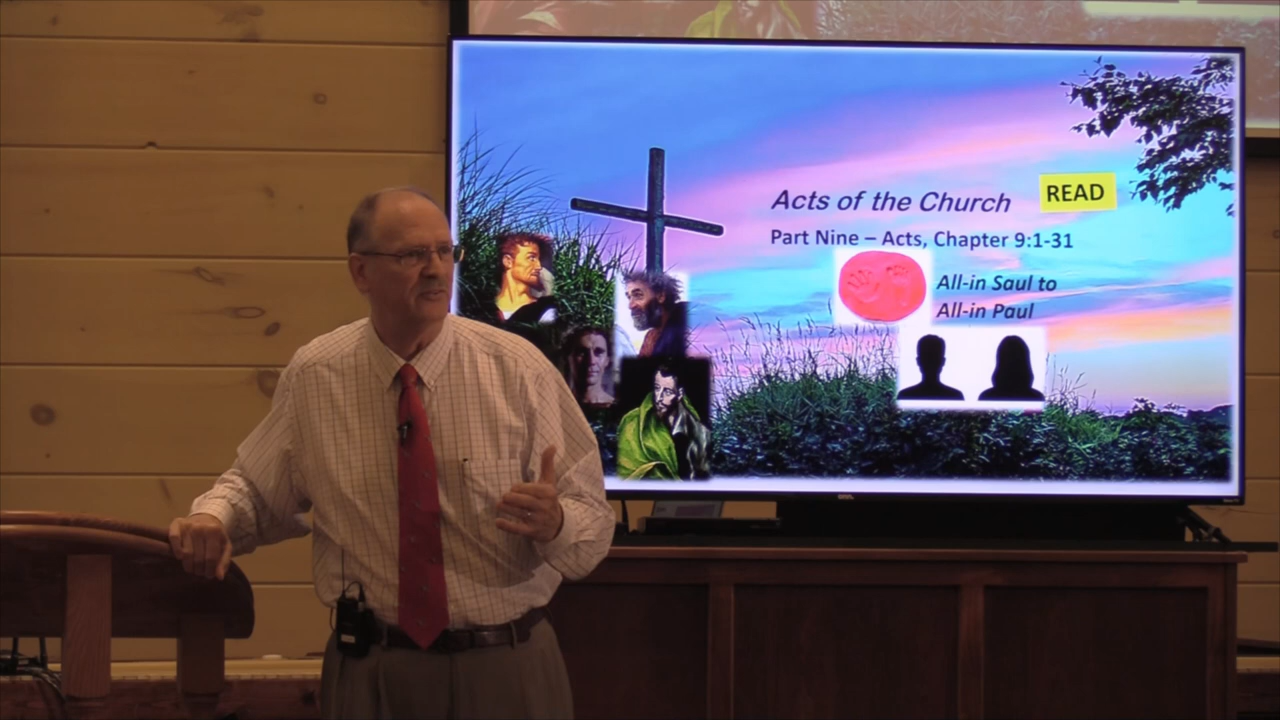 Acts of the Church
READ
Part Nine – Acts, Chapter 9:1-31
All-in Saul to
All-in Paul